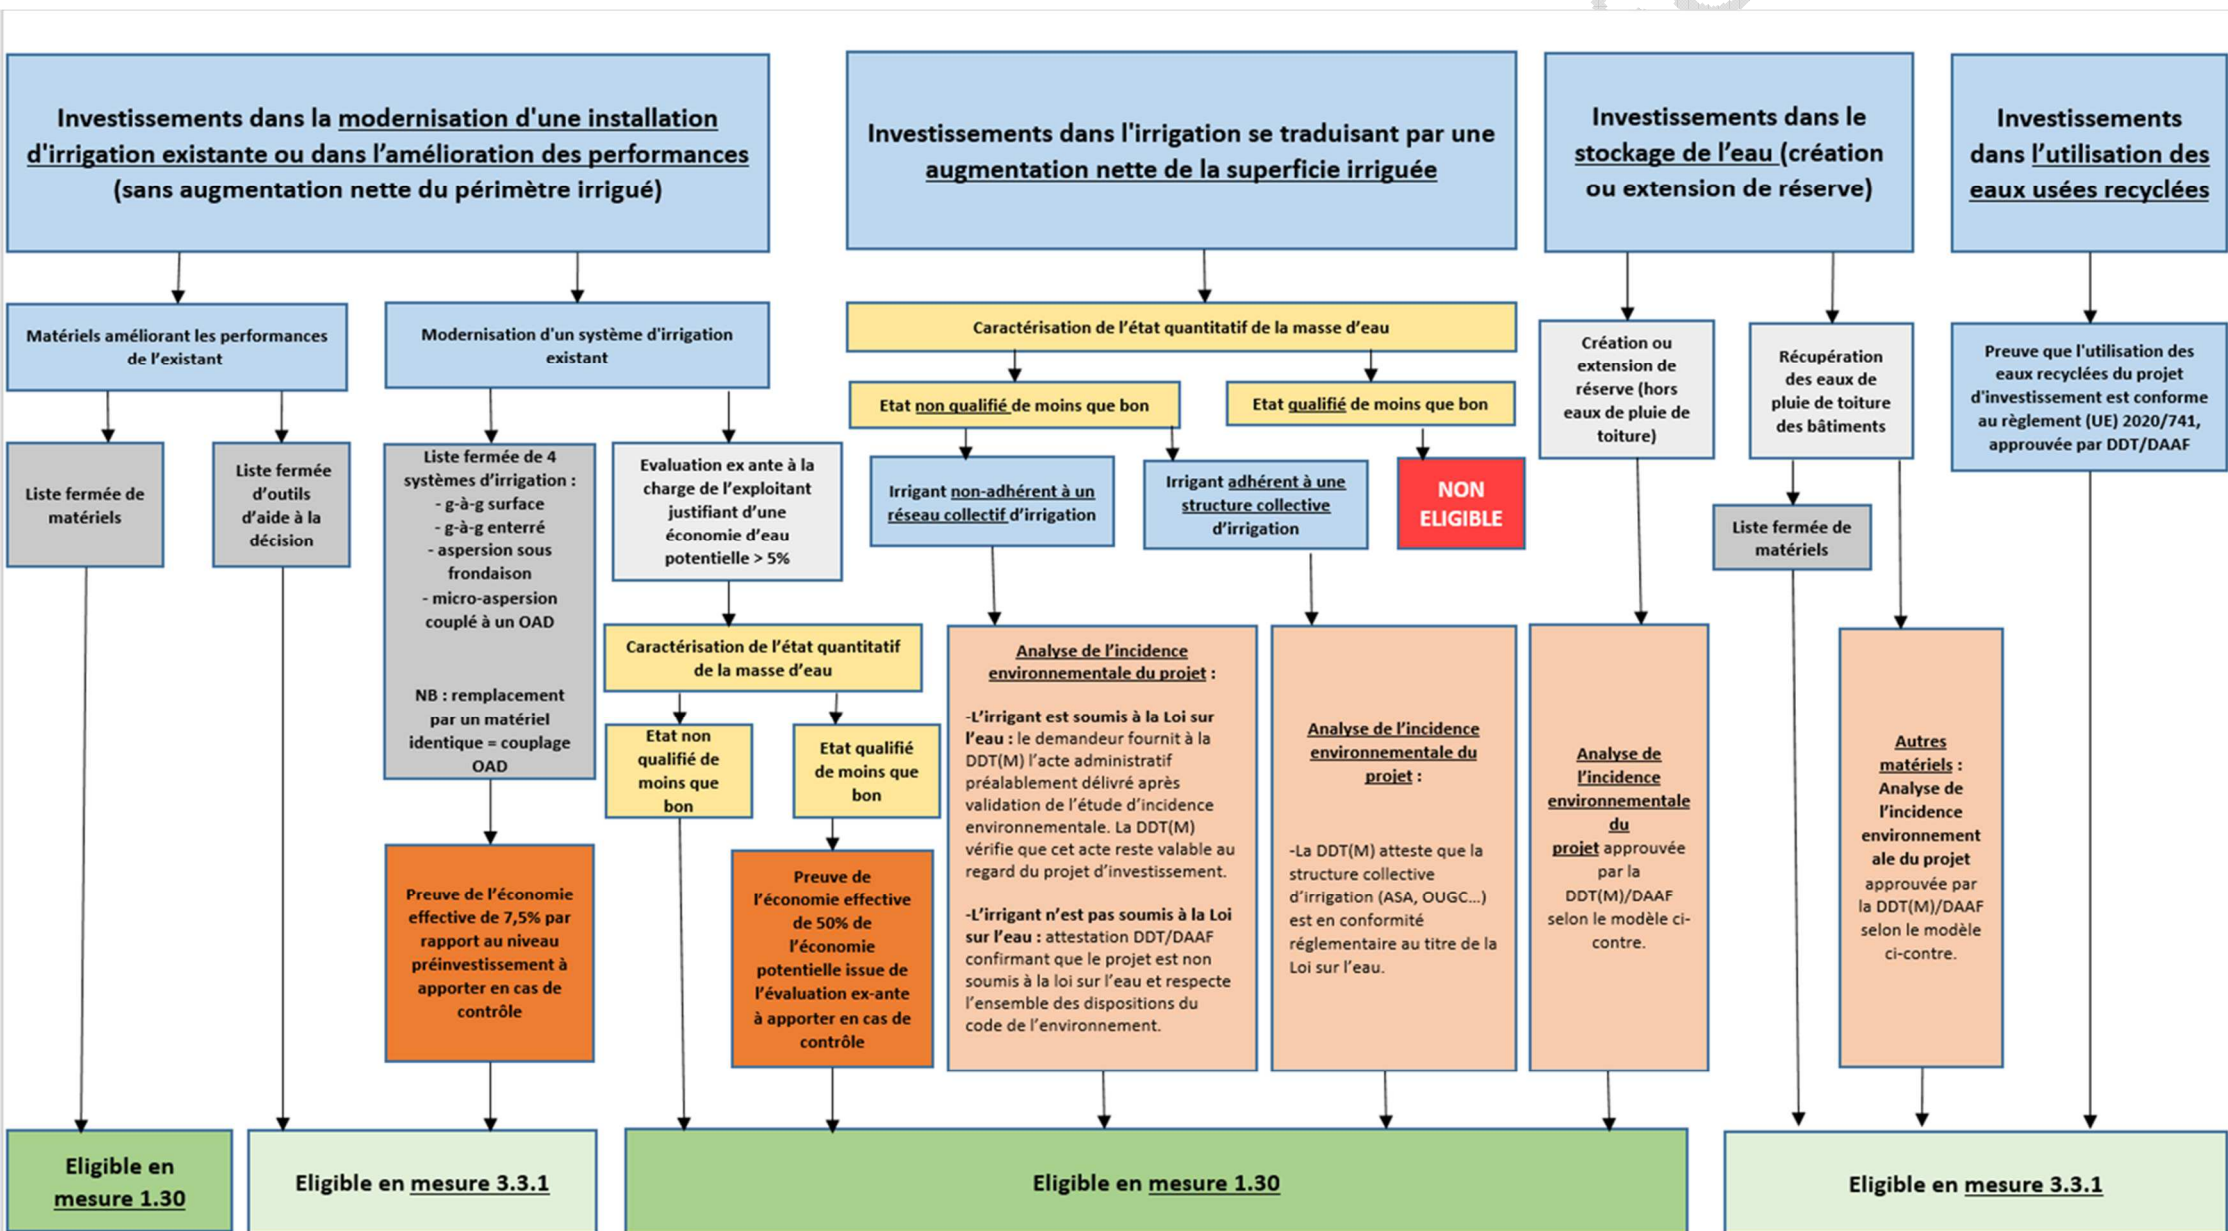 Investissements dans la modernisation d'une installation
d'irrigation existante ou dans l'amélioration des performances
(sans augmentation nette du périmètre irrigué)
Investissements dans l'irrigation se traduisant par une
augmentation nette de la superficie irriguée
Investissements dans le
stockage de l'eau (création
ou extension de réserve)
Investissements
dans l'utilisation des
eaux usées recyclées
Matériels améliorant les performances
de l'existant
Modernisation d'un système d'irrigation
existant
Caractérisation de l'état quantitatif de la masse d'eau
Création ou
extension de
réserve (hors
eaux de pluie de
toiture)
Récupération
des eaux de
pluie de toiture
des bâtiments
Preuve que l'utilisation des
eaux recyclées du projet
d'investissement est conforme
au règlement (UE) 2020/741,
approuvée par DDT/DAAF
Etat non qualifié de moins que bon
Etat qualifié de moins que bon
Liste fermée de
matériels
Liste fermée
d'outils
d'aide à la
décision
Liste fermée de 4
systèmes d'irrigation :
- g-à-g surface
- g-à-g enterré
- aspersion sous
frondaison
- micro-aspersion
couplé à un OAD
NB : remplacement
par un matériel
identique = couplage
OAD
Evaluation ex ante à la
charge de l'exploitant
justifiant d'une
économie d'eau
potentielle > 5%
Irrigant non-adhérent à un
réseau collectif d'irrigation
Irrigant adhérent à une
structure collective
d'irrigation
NON
ELIGIBLE
Liste fermée de
matériels
Caractérisation de l'état quantitatif
de la masse d'eau
Etat non
qualifié de
moins que
bon
Etat qualifié
de moins que
bon
Preuve de l'économie
effective de 7,5% par
rapport au niveau
préinvestissement à
apporter en cas de
contrôle
Preuve de
l'économie effective
de 50% de
l'économie
potentielle issue de
l'évaluation ex-ante
à apporter en cas de
contrôle
Analyse de l'incidence
environnementale du projet :
-L'irrigant est soumis à la Loi sur
l'eau : le demandeur fournit à la
DDT(M) l'acte administratif
préalablement délivré après
validation de l'étude d'incidence
environnementale. La DDT(M)
vérifie que cet acte reste valable au
regard du projet d'investissement.
-L'irrigant n'est pas soumis à la Loi
sur l'eau : attestation DDT/DAAF
confirmant que le projet est non
soumis à la loi sur l'eau et respecte
l'ensemble des dispositions du
code de l'environnement.
Analyse de l'incidence
environnementale du
projet :
-La DDT(M) atteste que la
structure collective
d'irrigation (ASA, OUGC...)
est en conformité
réglementaire au titre de la
Loi sur l'eau.
Analyse de
l'incidence
environnementale
du
projet approuvée
par la
DDT(M)/DAAF
selon le modèle ci-
contre.
Autres
matériels :
Analyse de
l'incidence
environnement
ale du projet
approuvée par
la DDT(M)/DAAF
selon le modèle
ci-contre.
Eligible en
mesure 1.30
Eligible en mesure 3.3.1
Eligible en mesure 1.30
Eligible en mesure 3.3.1